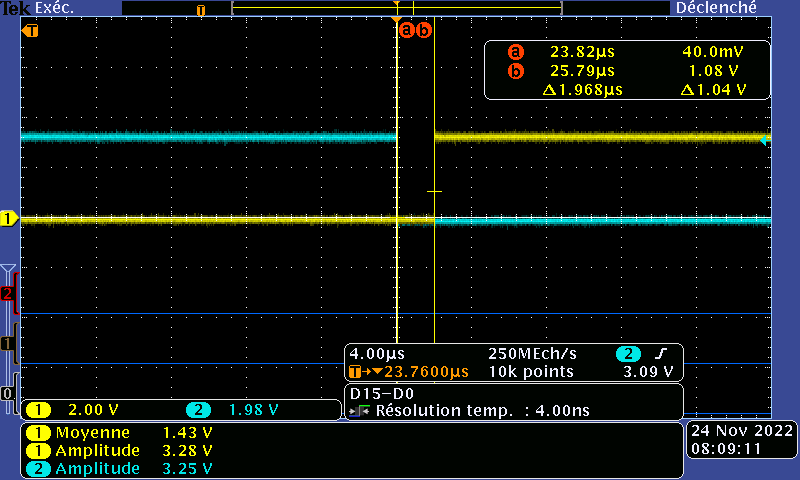 Tek Exéc. T Déclenché
T a b
a 23.82µs 40.0mV
b 25.79µs 1.08 V
Δ1.968µs Δ1.04 V
1
2
1
0
4.00µs 250MEch/s 2
T→▼23.7600µs 10k points 3.09 V
D15-D0
Résolution temp. : 4.00ns
1 2.00 V 2 1.98 V
1 Moyenne 1.43 V
1 Amplitude 3.28 V
2 Amplitude 3.25 V
24 Nov 2022
08:09:11